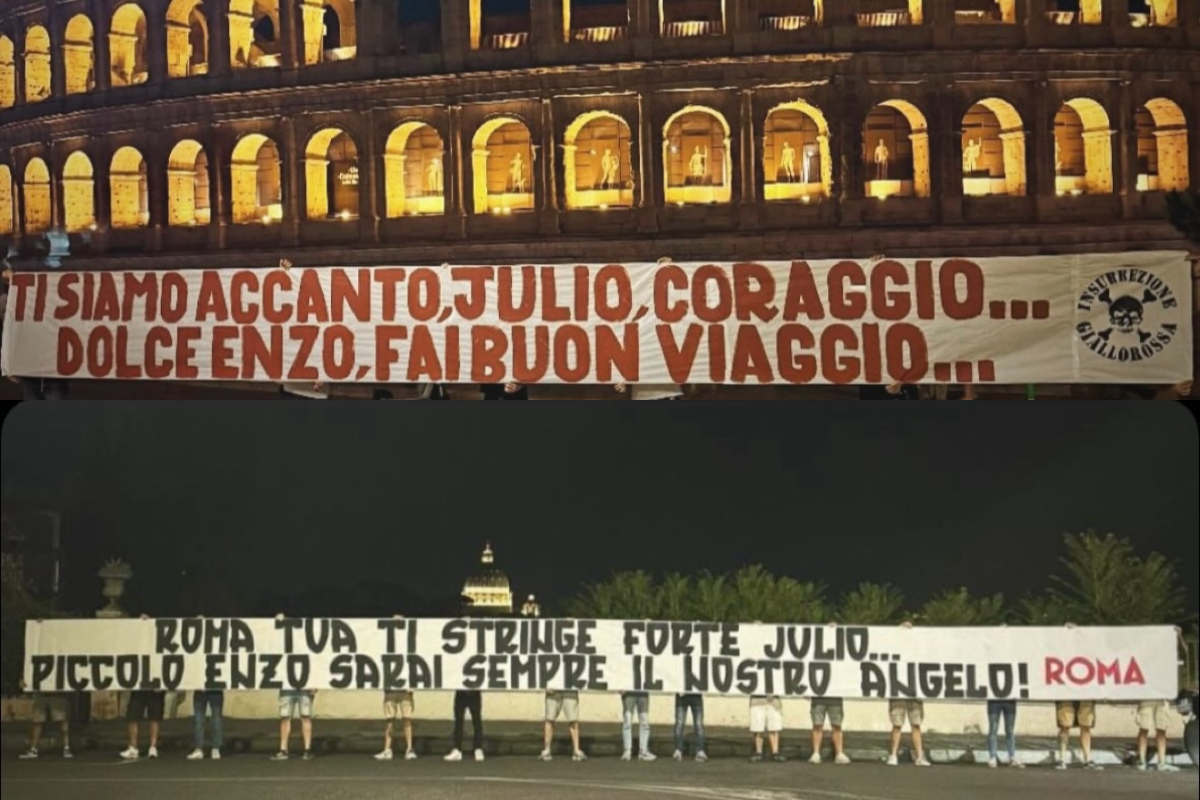 TI SIAMO ACCANTO, JULIO, CORAGGIO...
DOLCE ENZO, FAI BUON VIAGGIO...
INSURREZIONE
GIALLOROSSA
ROMA TUA TI STRINGE FORTE JULIO...
PICCOLO ENZO SARAI SEMPRE IL NOSTRO ANGELO!
ROMA